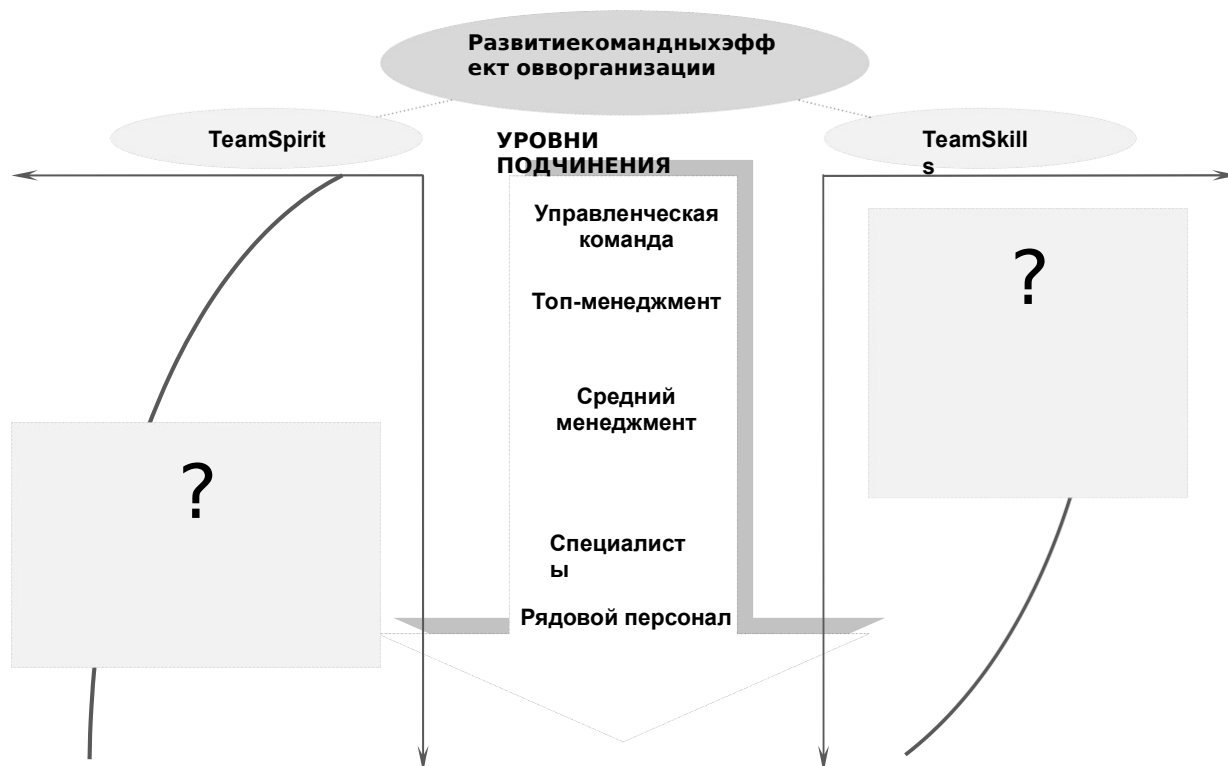 Развитиекомандныхэфф
ект овворганизации
TeamSpirit
УРОВНИ
ПОДЧИНЕНИЯ
TeamSkill
s
Управленческая
команда
?
Топ-менеджмент
Средний
менеджмент
?
Специалист
ы
Рядовой персонал